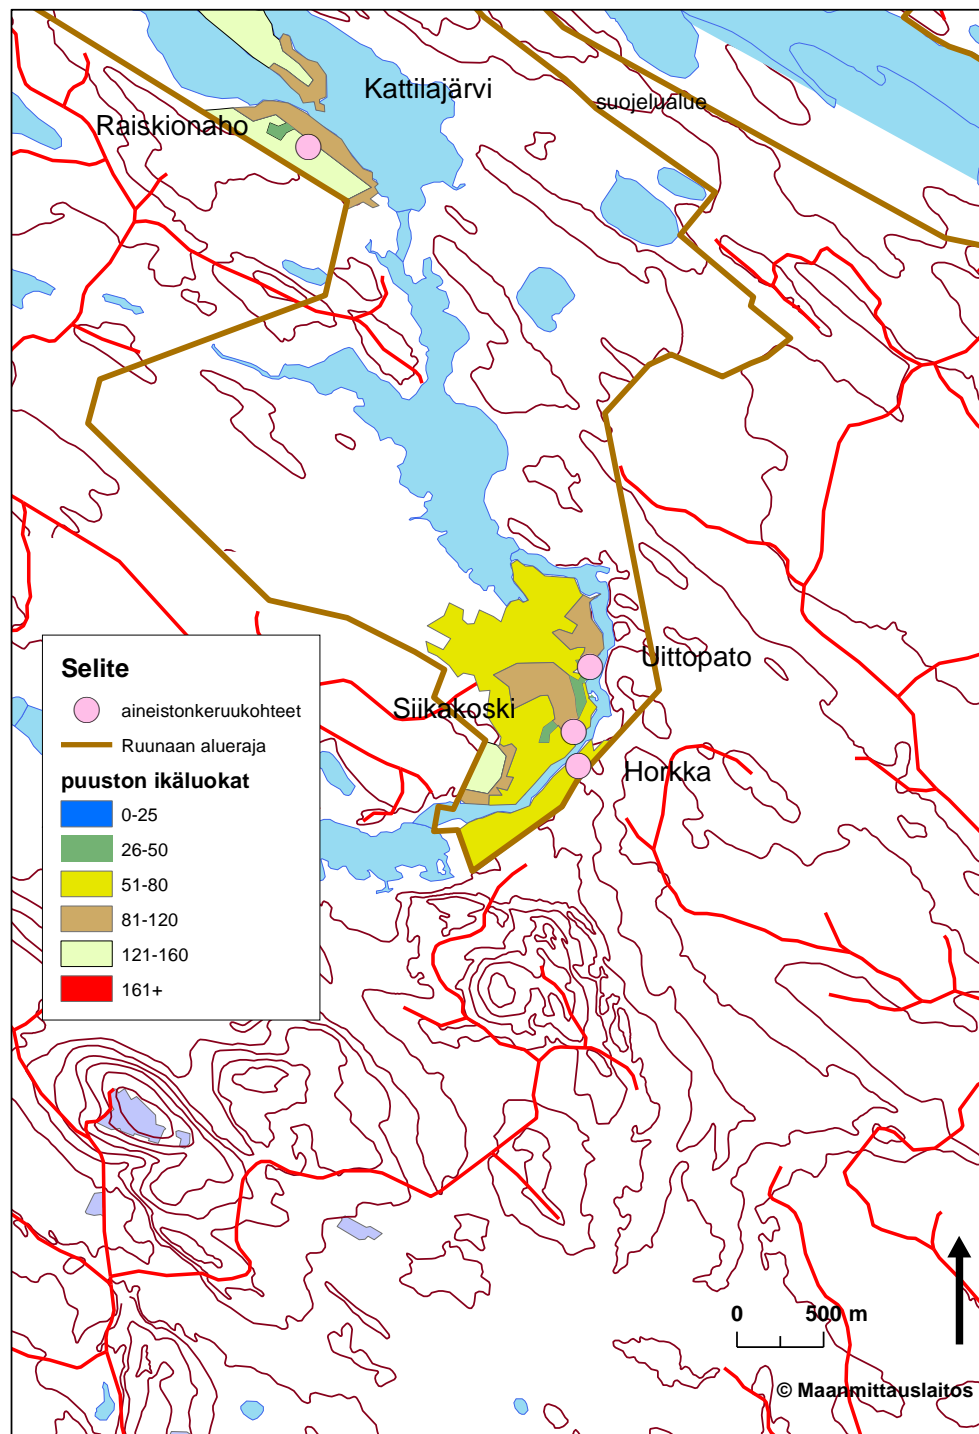 Kattilajärvi
suojelualue
Raiskionaho
Uittopato
Siikakoski
Horkka
Selite
aineistonkeruukohteet
Ruunaan alueraja
puuston ikäluokat
0-25
26-50
51-80
81-120
121-160
161+
0 500 m
© Maanmittauslaitos